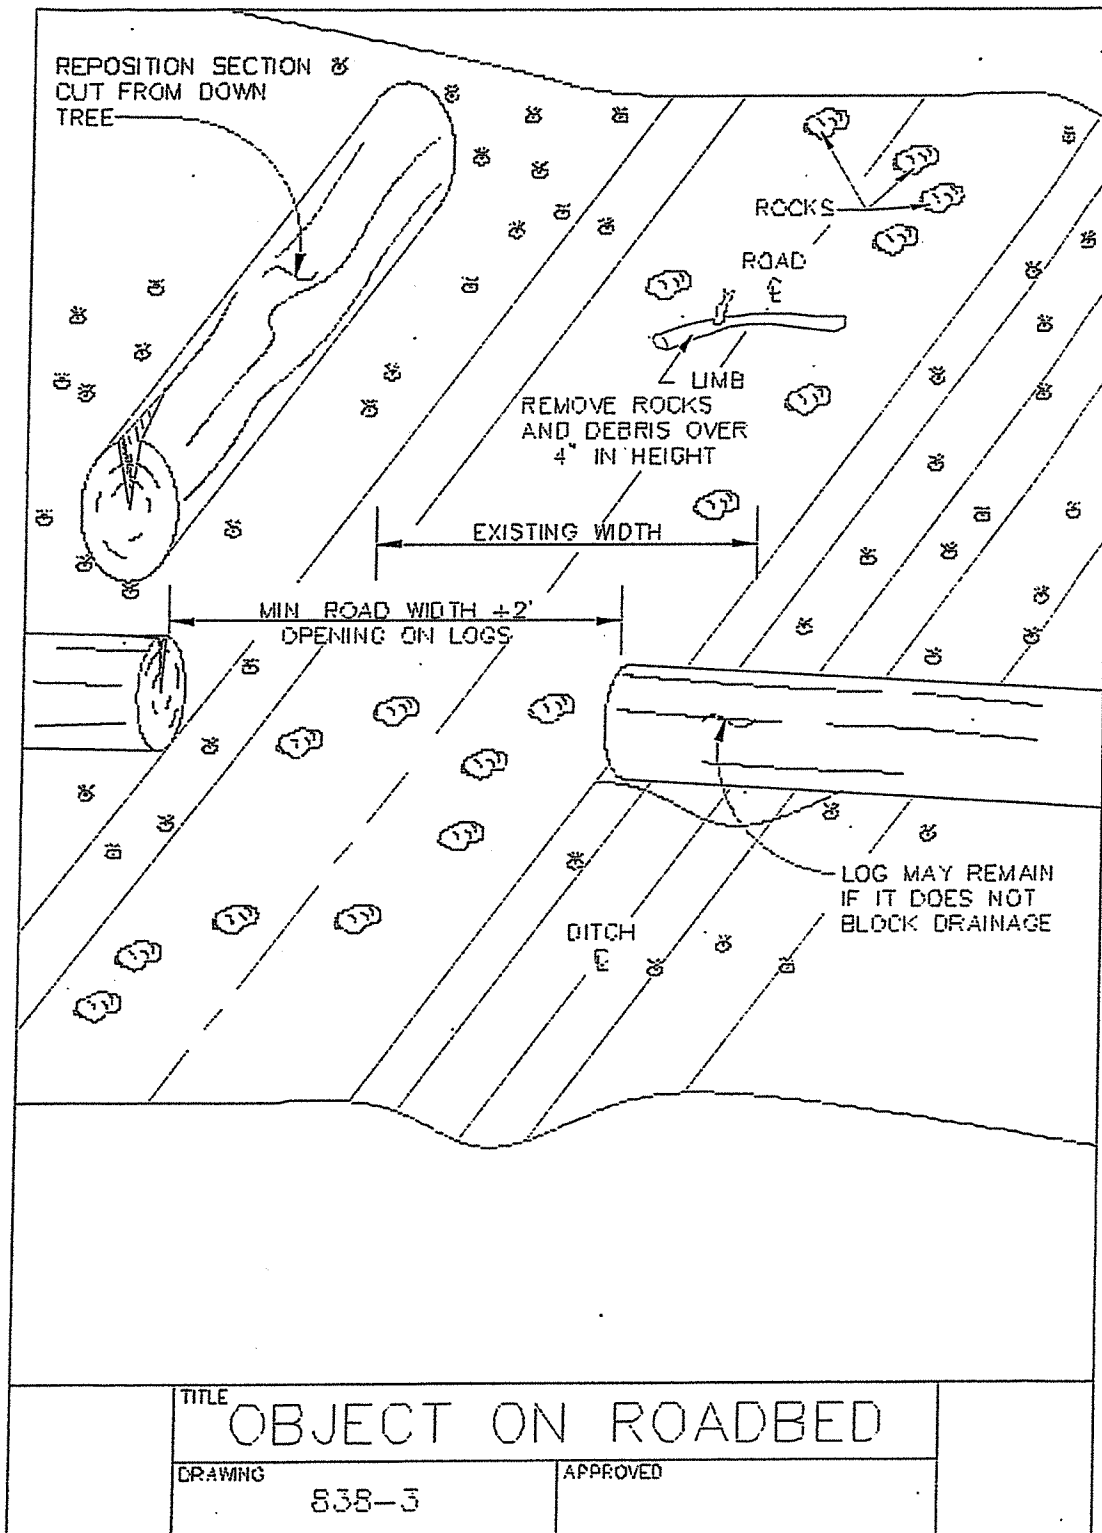 REPOSITION SECTION
CUT FROM DOWN
TREE
ROCKS
ROAD
℄
LIMB
REMOVE ROCKS
AND DEBRIS OVER
4" IN HEIGHT
EXISTING WIDTH
MIN. ROAD WIDTH +2'
OPENING ON LOGS
LOG MAY REMAIN
IF IT DOES NOT
BLOCK DRAINAGE
DITCH
℄
TITLE
OBJECT ON ROADBED
DRAWING
APPROVED
838-3